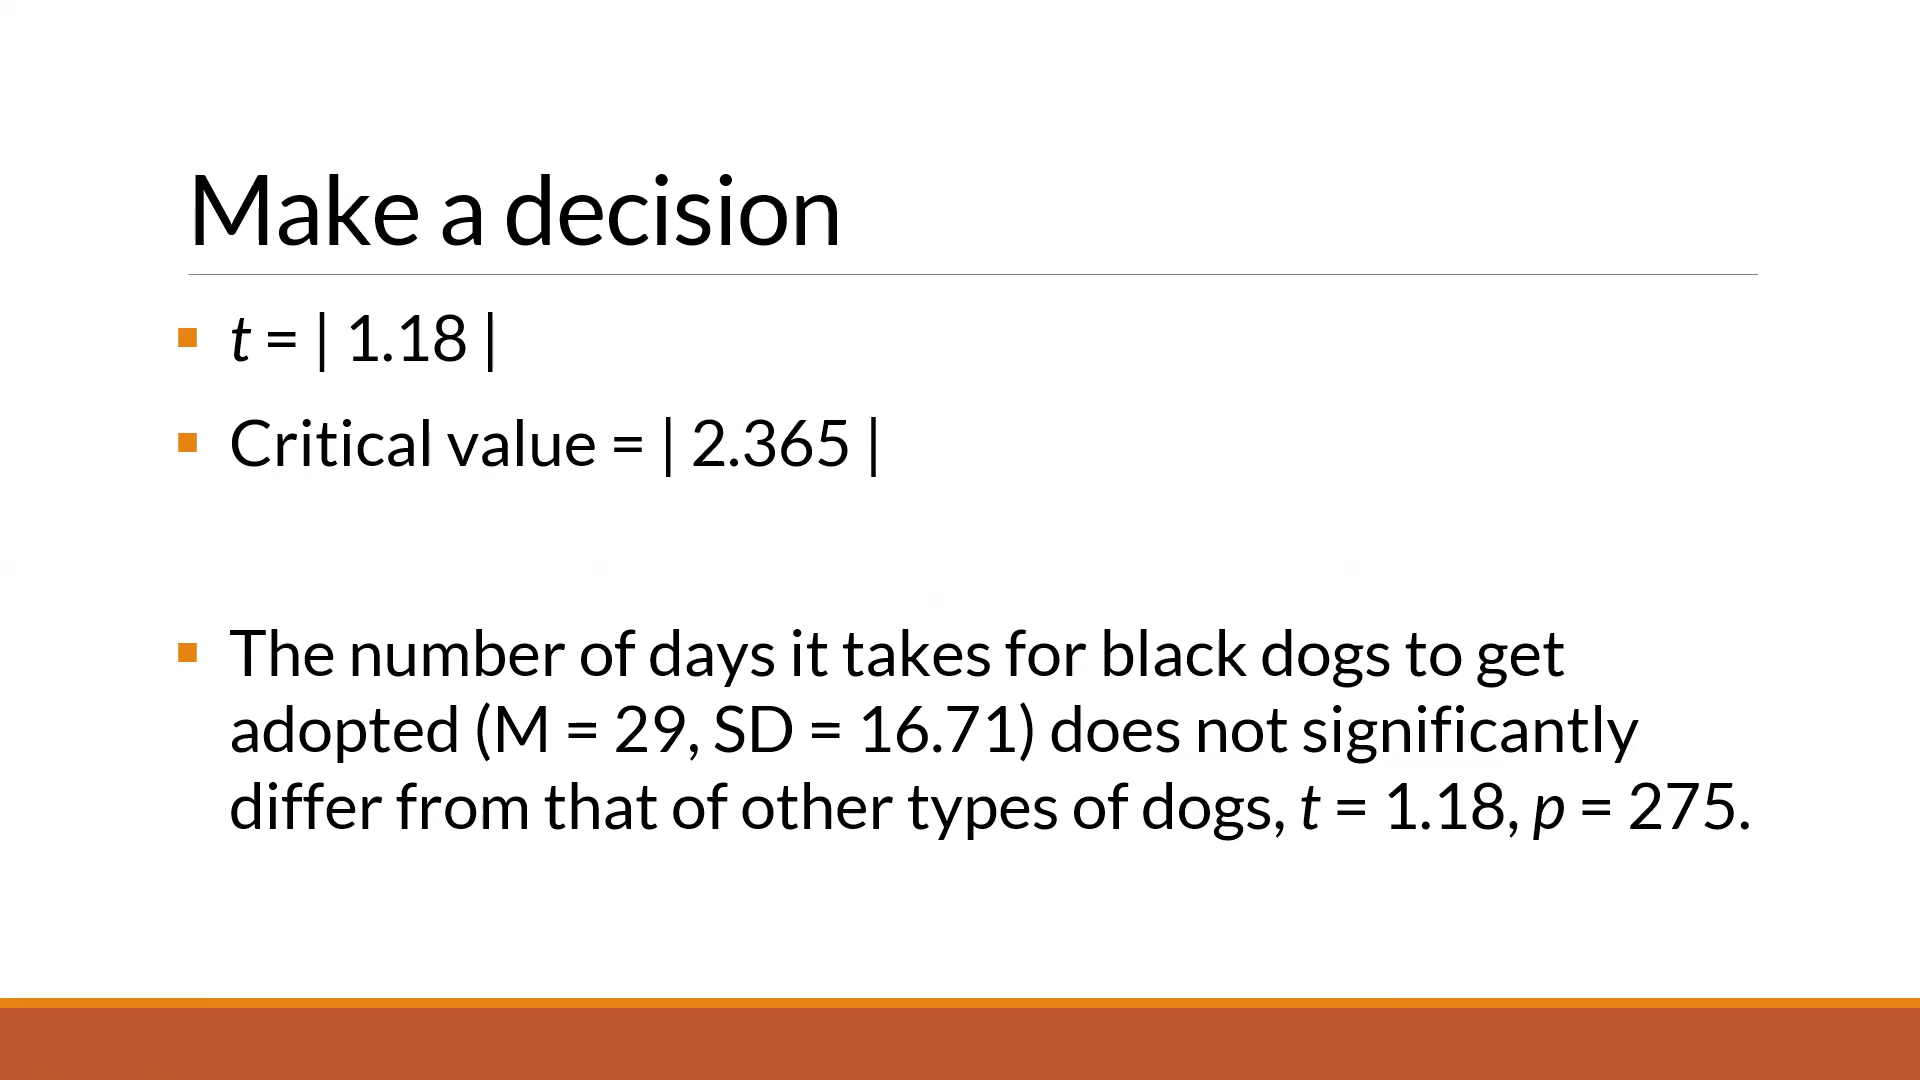 Make a decision
▪ t = | 1.18 |
▪ Critical value = | 2.365 |
▪ The number of days it takes for black dogs to get
adopted (M = 29, SD = 16.71) does not significantly
differ from that of other types of dogs, t = 1.18, p = 275.